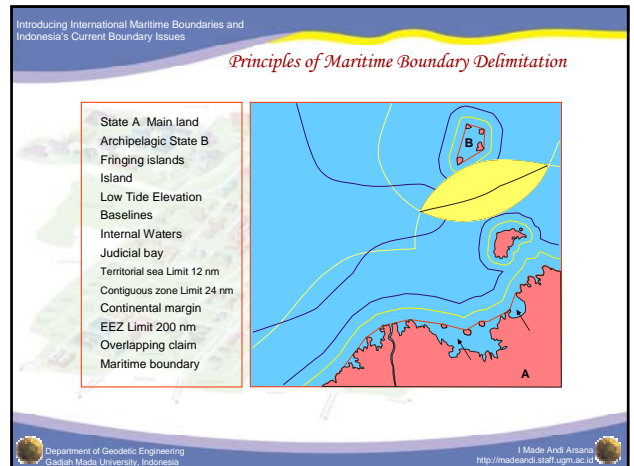 Introducing International Maritime Boundaries and
Indonesia's Current Boundary Issues
Principles of Maritime Boundary Delimitation
State A Main land
Archipelagic State B
Fringing islands
Island
Low Tide Elevation
Baselines
Internal Waters
Judicial bay
Territorial sea Limit 12 nm
Contiguous zone Limit 24 nm
Continental margin
EEZ Limit 200 nm
Overlapping claim
Maritime boundary
B
A
Department of Geodetic Engineering
Gadjah Mada University, Indonesia
I Made Andi Arsana
http://madeandi.staff.ugm.ac.id